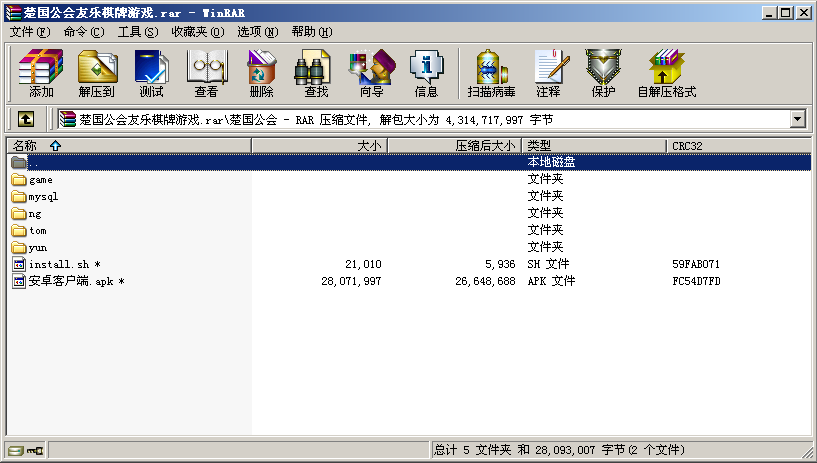 楚国公会友乐棋牌游戏.rar - WinRAR
文件(F) 命令(C) 工具(S) 收藏夹(O) 选项(N) 帮助(H)
添加 解压到 测试 查看 删除 查找 向导 信息 扫描病毒 注释 保护 自解压格式
楚国公会友乐棋牌游戏.rar\楚国公会 - RAR 压缩文件, 解包大小为 4,314,717,997 字节
名称 大小 压缩后大小 类型 CRC32
.. 本地磁盘
game 文件夹
mysql 文件夹
ng 文件夹
tom 文件夹
yun 文件夹
install.sh * 21,010 5,936 SH 文件 59FAB071
安卓客户端.apk * 28,071,997 26,648,688 APK 文件 FC54D7FD
总计 5 文件夹 和 28,093,007 字节(2 个文件)